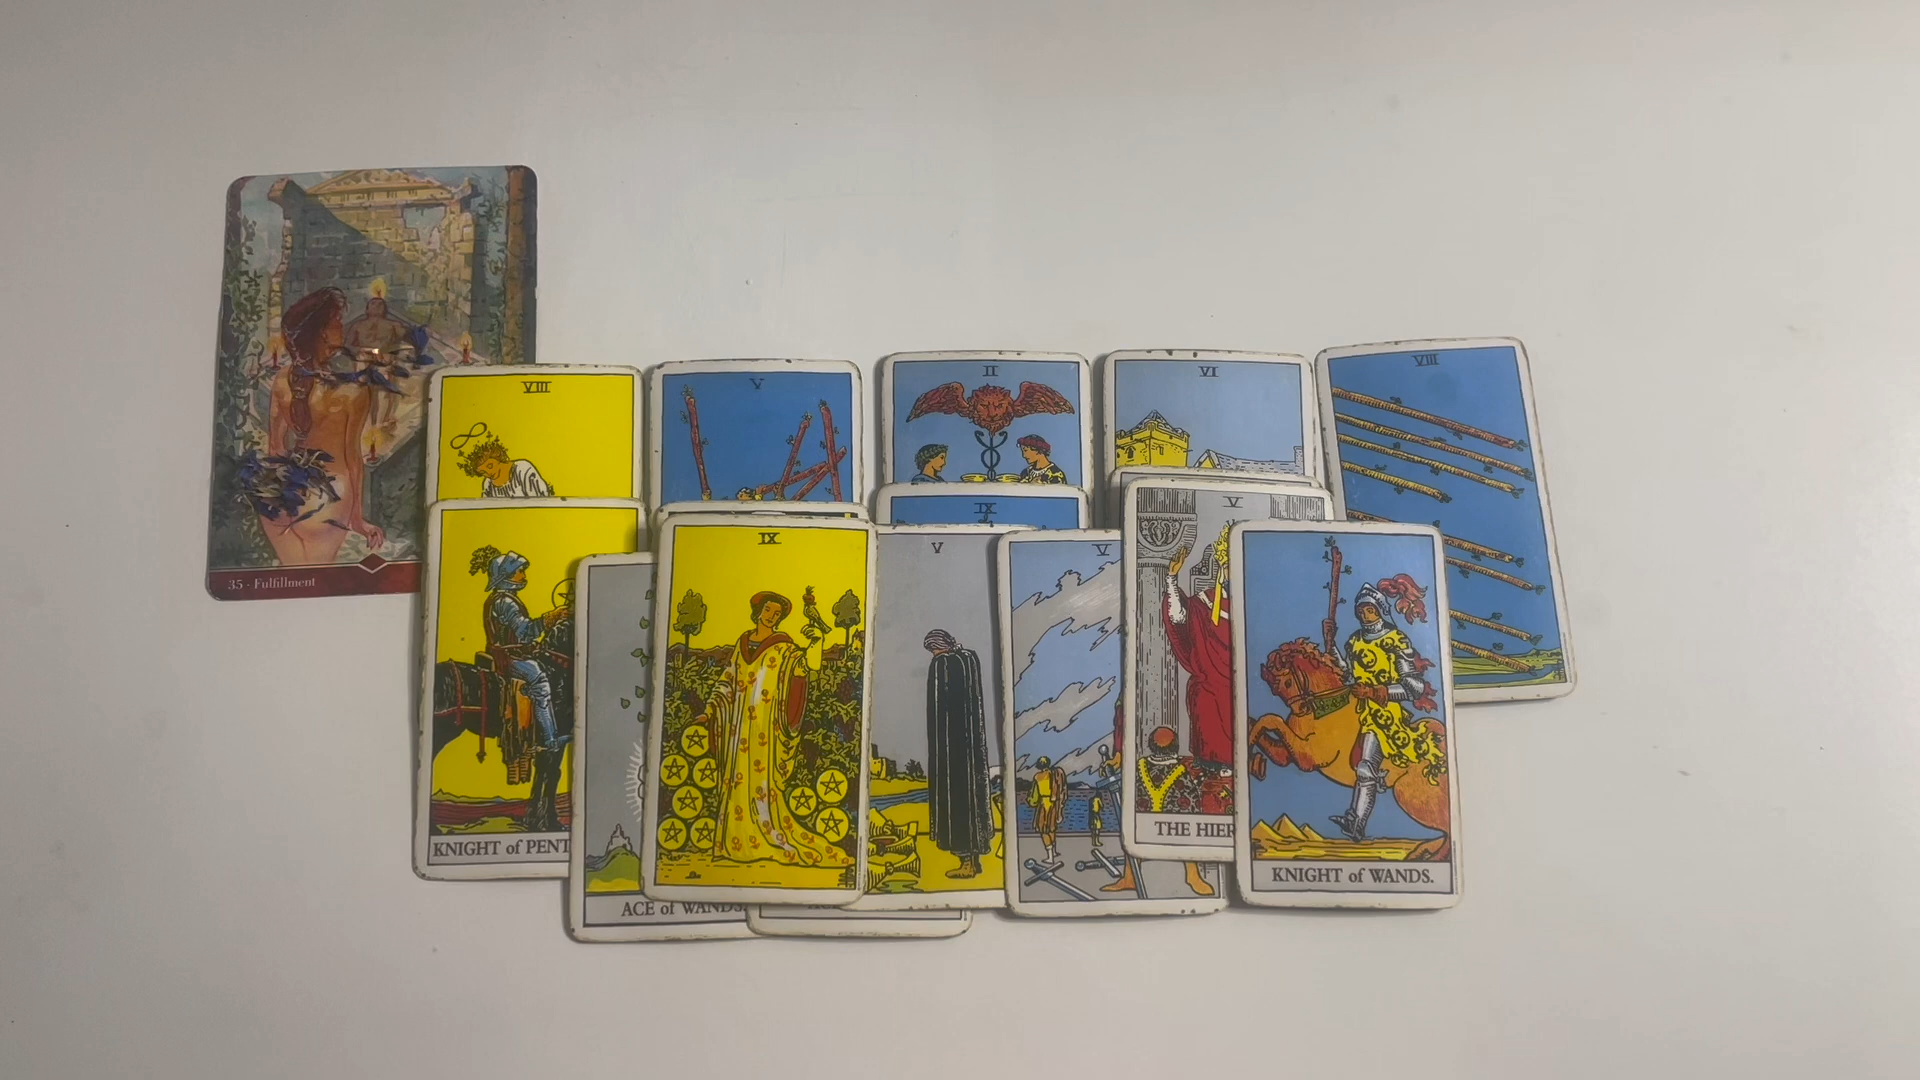 VIII
V
II
VI
VIII
35 - Fulfillment
KNIGHT of PENT
IX
IX
V
V
V
THE HIER
ACE of WANDS.
ACE
KNIGHT of WANDS.